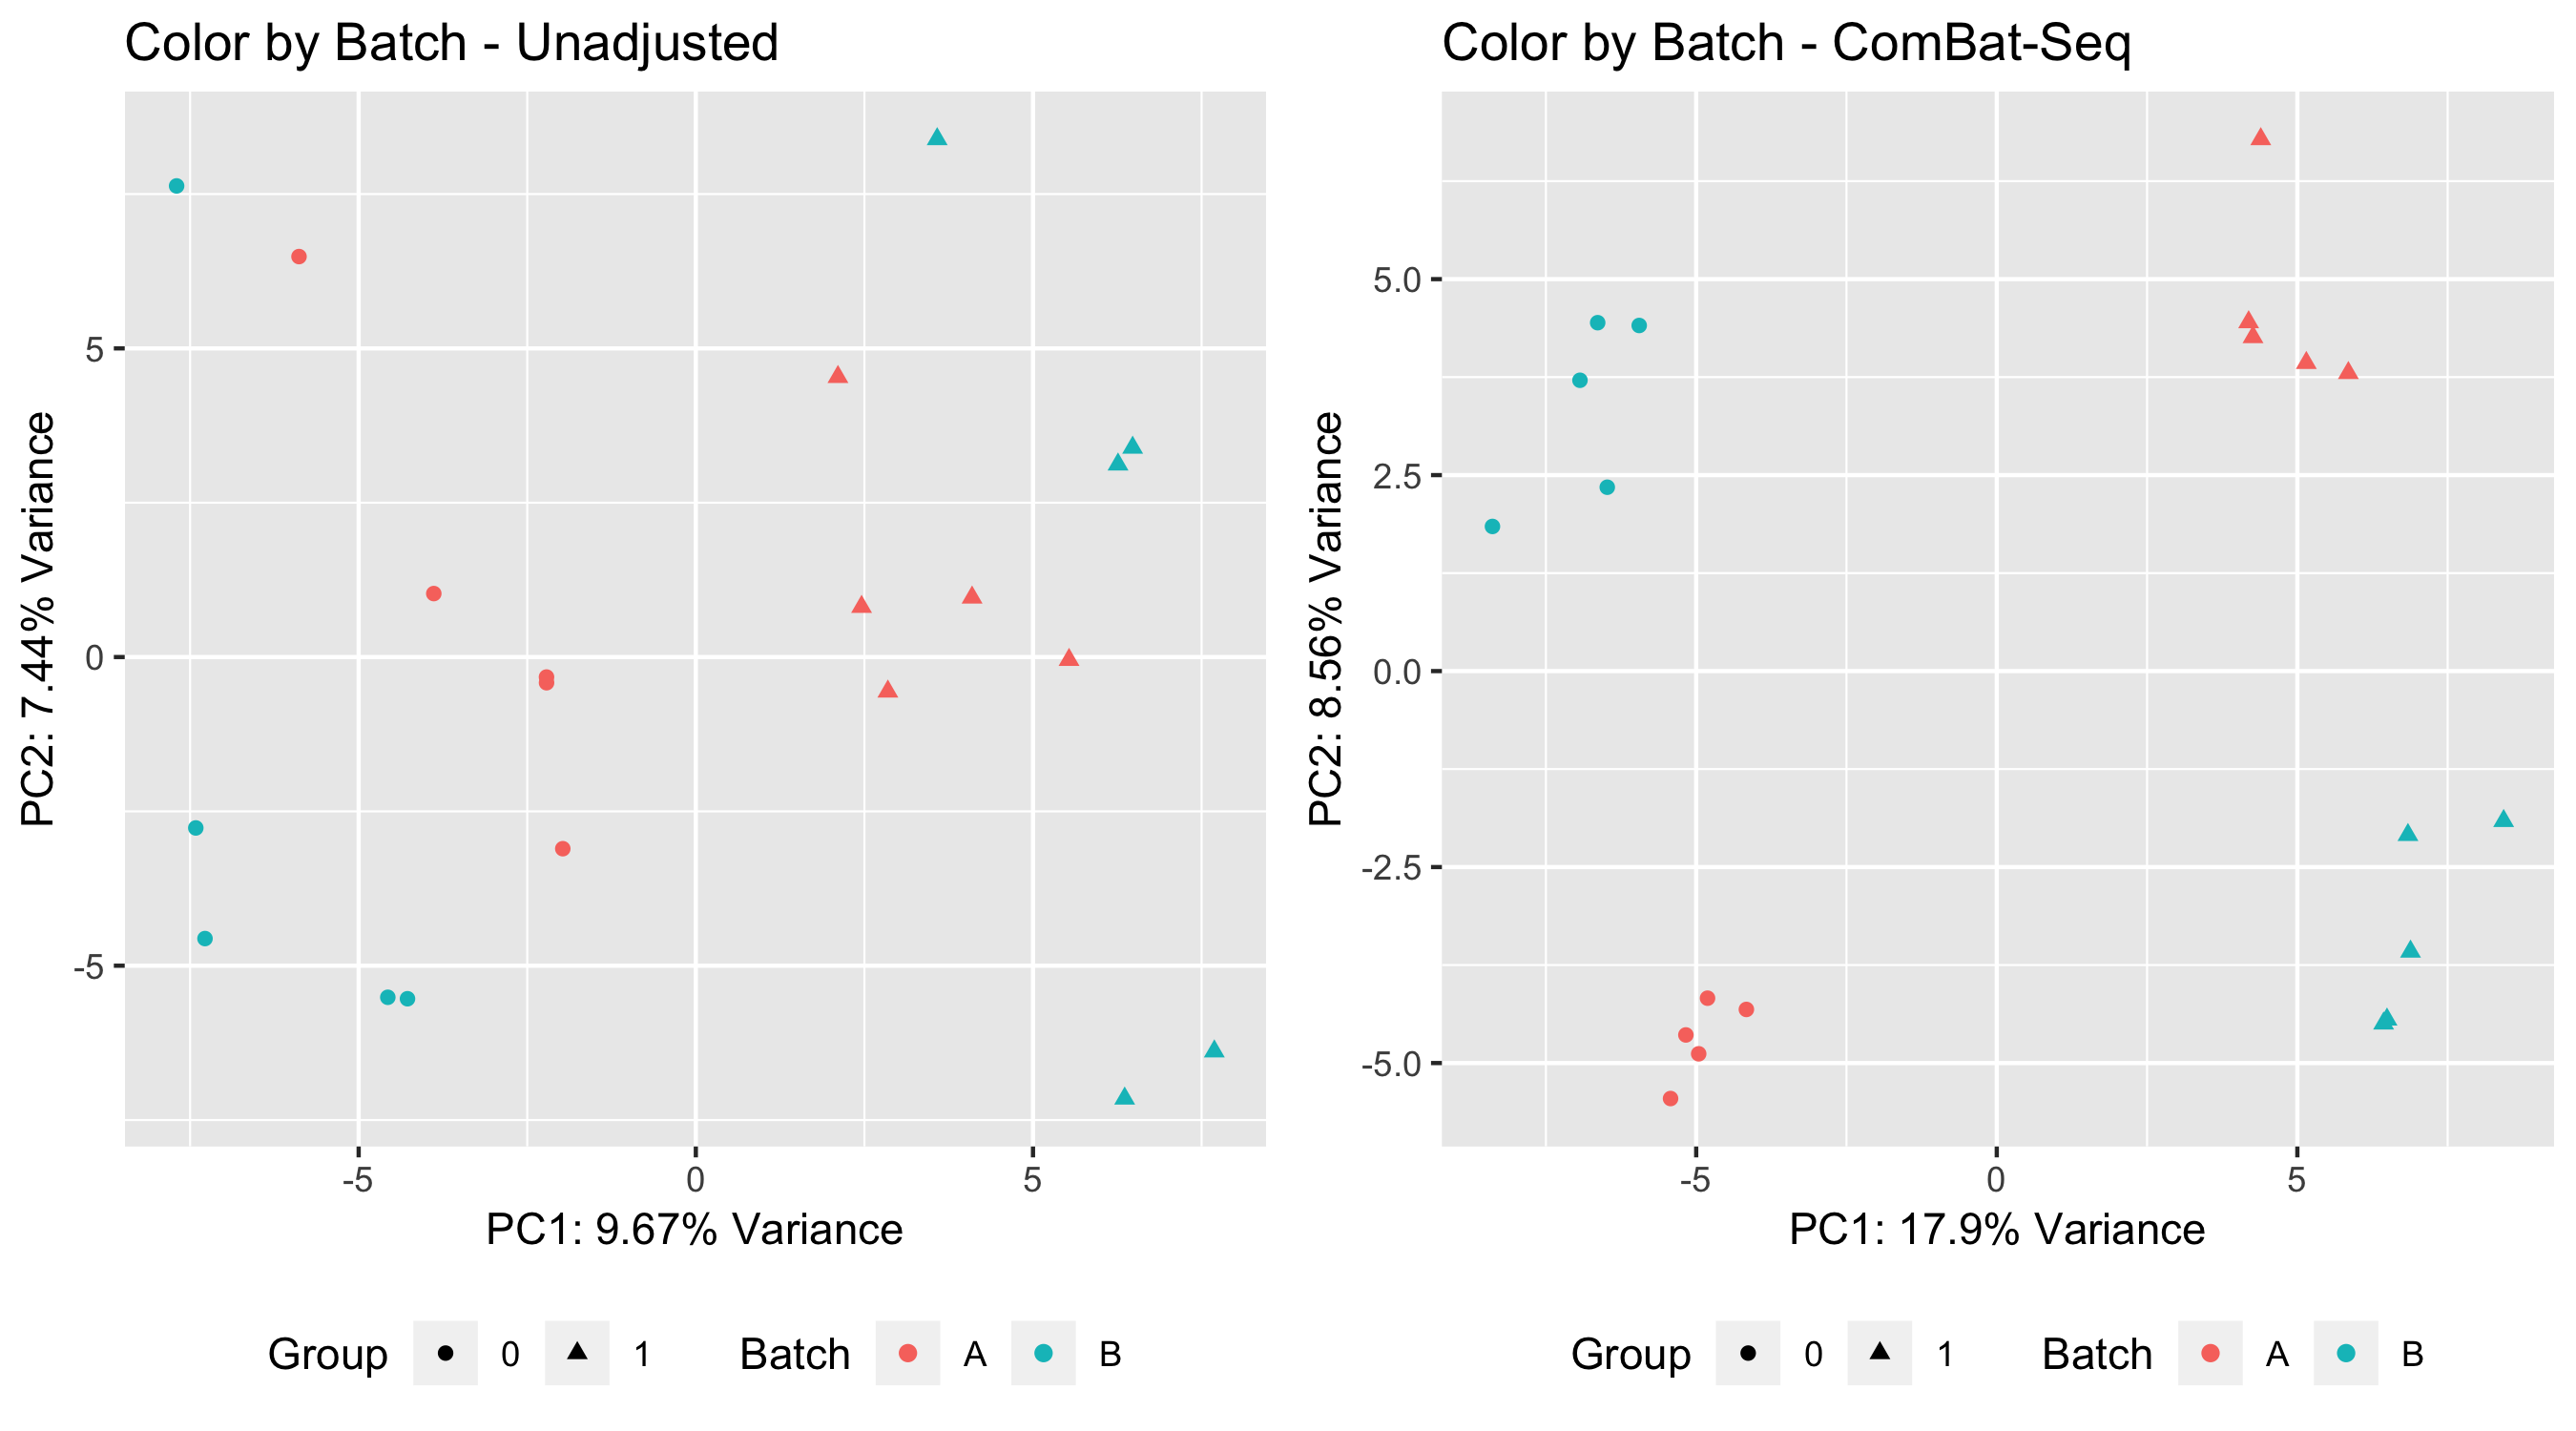 Color by Batch - Unadjusted
PC2: 7.44% Variance
5
0
-5
-5 0 5
PC1: 9.67% Variance
Group 0 1 Batch A B
Color by Batch - ComBat-Seq
PC2: 8.56% Variance
5.0
2.5
0.0
-2.5
-5.0
-5 0 5
PC1: 17.9% Variance
Group 0 1 Batch A B